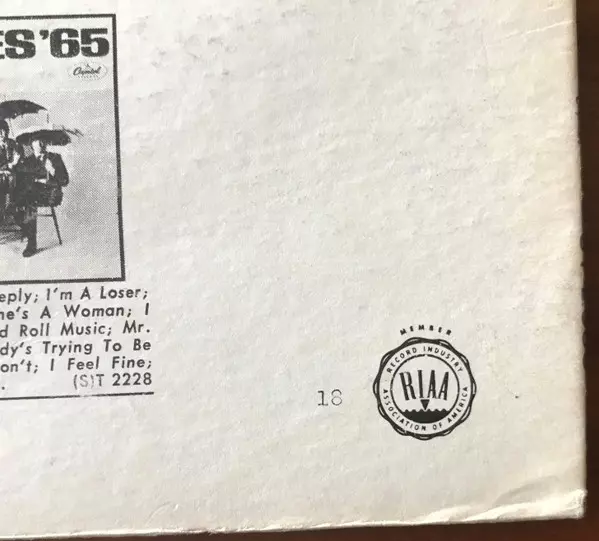 ES '65
Capitol
eply; I'm A Loser;
he's A Woman; I
d Roll Music; Mr.
dy's Trying To Be
on't; I Feel Fine;
. (S)T 2228
18
MEMBER
RECORD INDUSTRY
RIAA
ASSOCIATION OF AMERICA